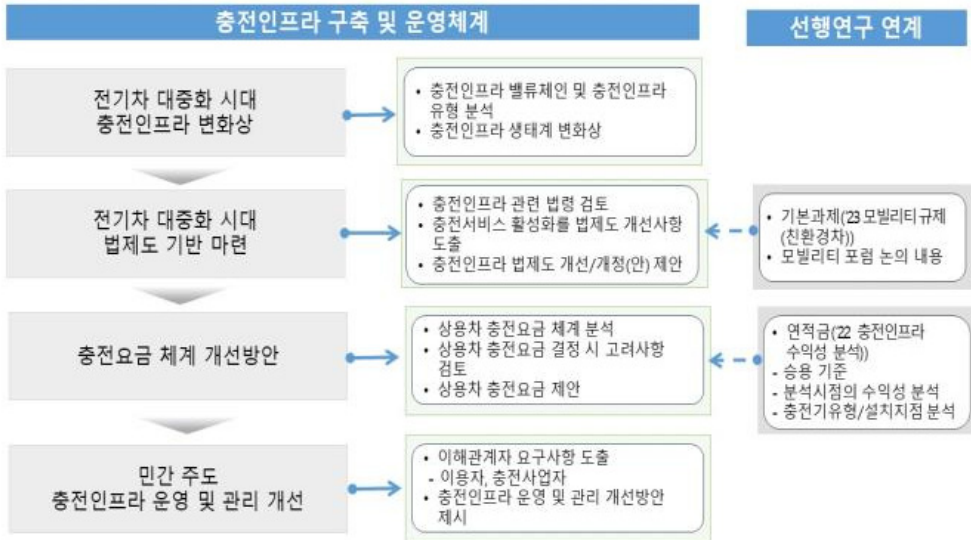 충전인프라 구축 및 운영체계
선행연구 연계
전기차 대중화 시대
충전인프라 변화상
• 충전인프라 밸류체인 및 충전인프라
유형 분석
• 충전인프라 생태계 변화상
전기차 대중화 시대
법제도 기반 마련
• 충전인프라 관련 법령 검토
• 충전서비스 활성화를 법제도 개선사항
도출
• 충전인프라 법제도 개선/개정(안) 제안
• 기본과제('23 모빌리티규제
(친환경차))
• 모빌리티 포럼 논의 내용
충전요금 체계 개선방안
• 상용차 충전요금 체계 분석
• 상용차 충전요금 결정 시 고려사항
검토
• 상용차 충전요금 제안
• 연적금('22 충전인프라
수익성 분석))
- 승용 기준
- 분석시점의 수익성 분석
- 충전기유형/설치지점 분석
민간 주도
충전인프라 운영 및 관리 개선
• 이해관계자 요구사항 도출
- 이용자, 충전사업자
• 충전인프라 운영 및 관리 개선방안
제시